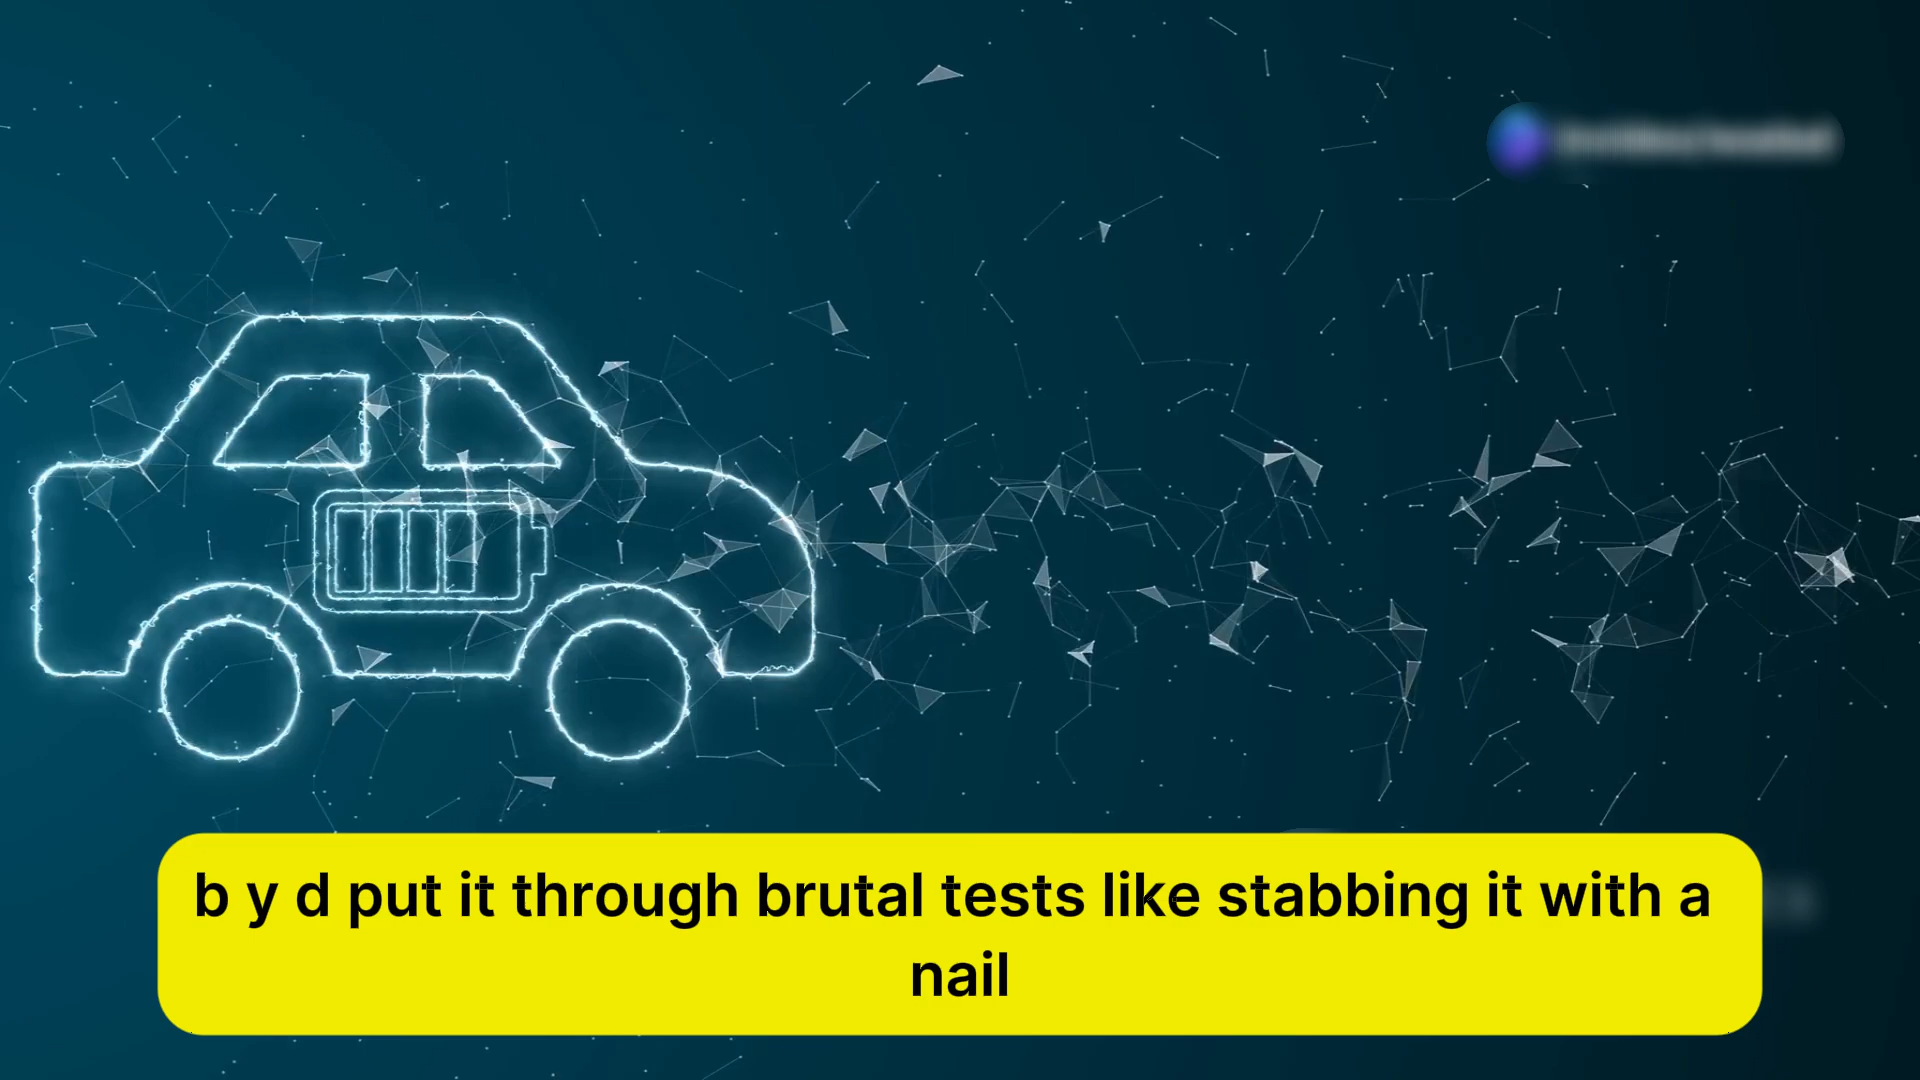 b y d put it through brutal tests like stabbing it with a
nail